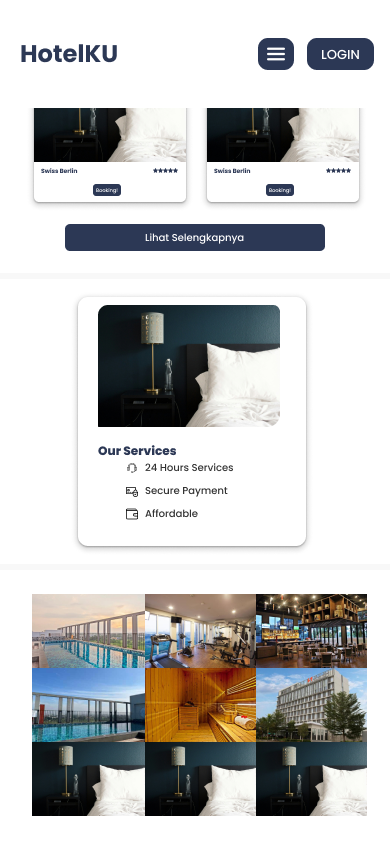 HotelKU
LOGIN
Swiss Berlin
Booking!
Swiss Berlin
Booking!
Lihat Selengkapnya
Our Services
24 Hours Services
Secure Payment
Affordable